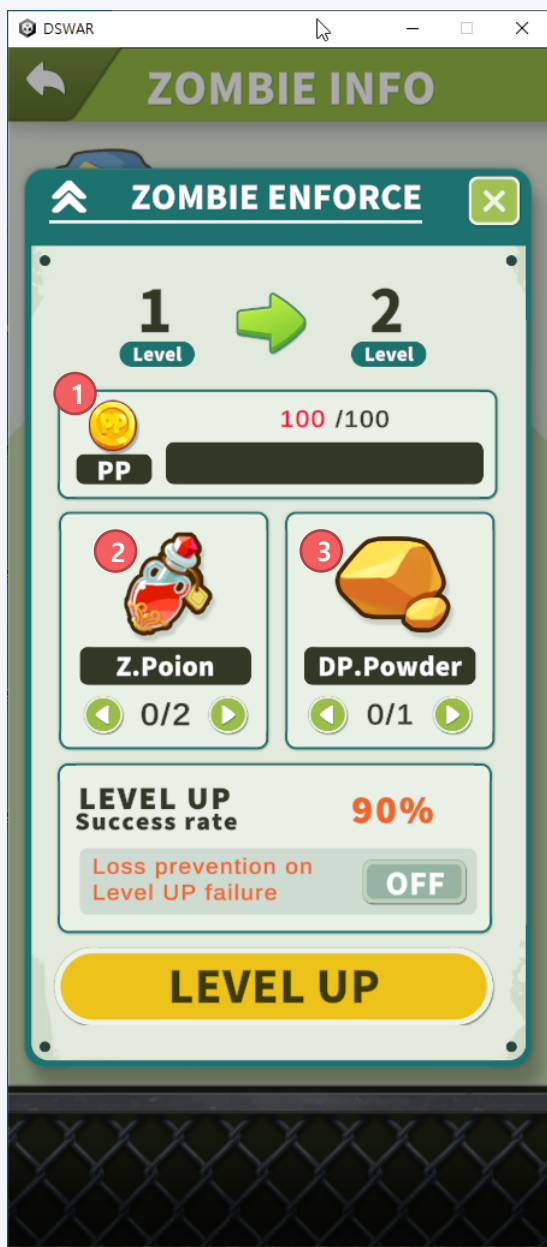 DSWAR
ZOMBIE INFO
ZOMBIE ENFORCE
1 2
Level Level
1
PP
100 /100
PP
2 3
Z.Poion DP.Powder
0/2 0/1
LEVEL UP
Success rate
90%
Loss prevention on
Level UP failure
OFF
LEVEL UP